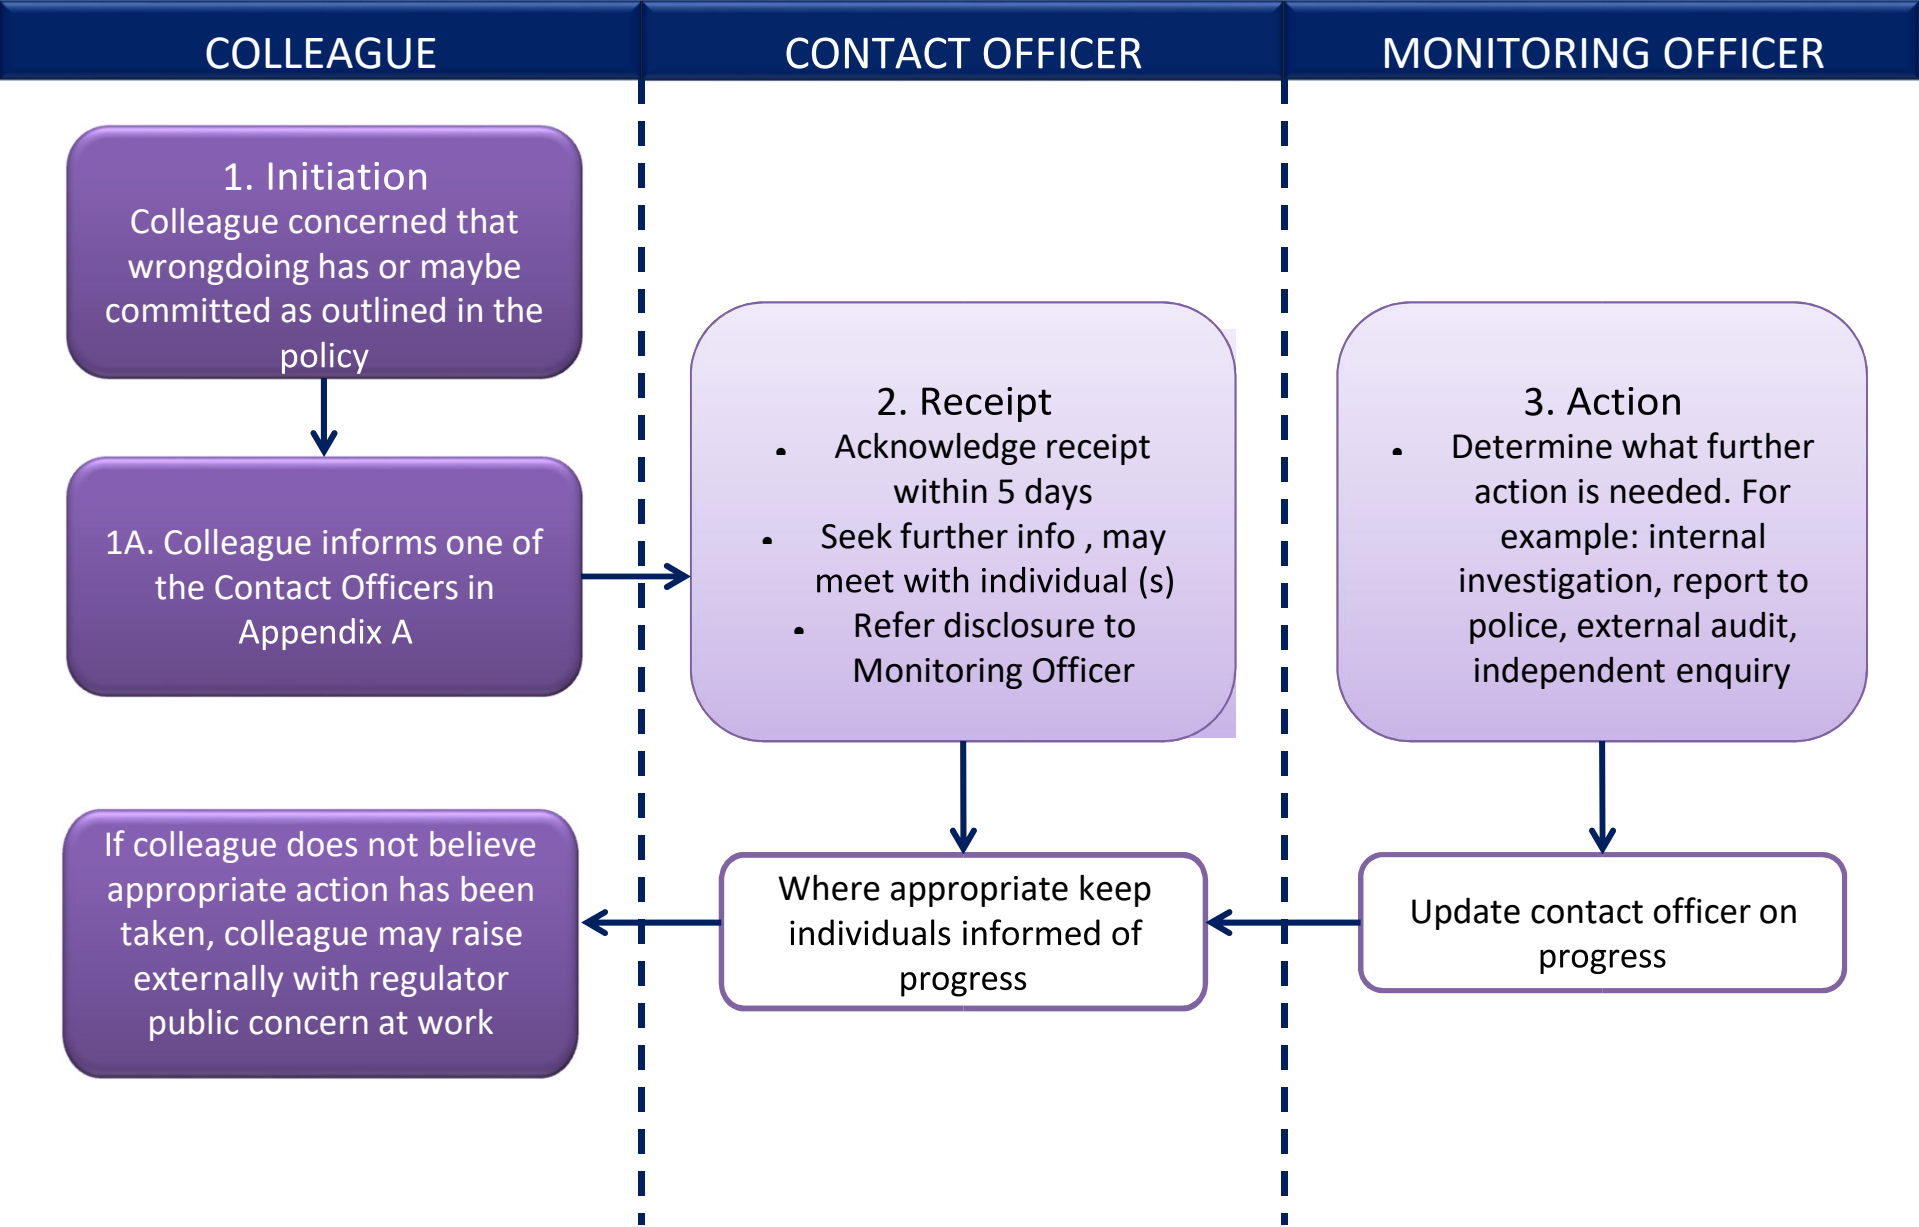 COLLEAGUE
CONTACT OFFICER
MONITORING OFFICER
1. Initiation
Colleague concerned that
wrongdoing has or maybe
committed as outlined in the
policy
1A. Colleague informs one of
the Contact Officers in
Appendix A
2. Receipt
• Acknowledge receipt
within 5 days
• Seek further info , may
meet with individual (s)
• Refer disclosure to
Monitoring Officer
3. Action
• Determine what further
action is needed. For
example: internal
investigation, report to
police, external audit,
independent enquiry
If colleague does not believe
appropriate action has been
taken, colleague may raise
externally with regulator
public concern at work
Where appropriate keep
individuals informed of
progress
Update contact officer on
progress